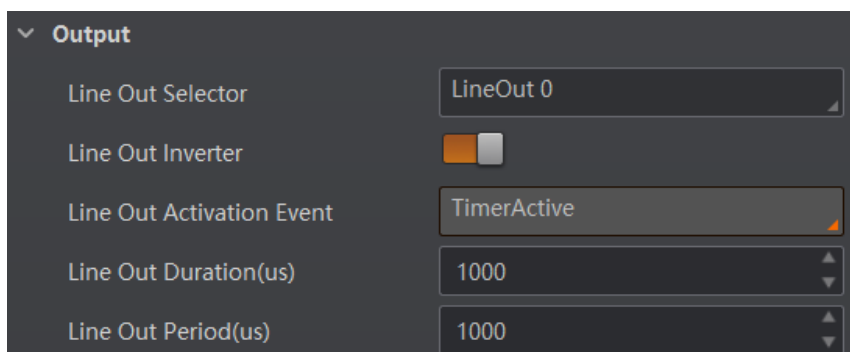 Output
Line Out Selector LineOut 0
Line Out Inverter
Line Out Activation Event TimerActive
Line Out Duration(us) 1000
Line Out Period(us) 1000